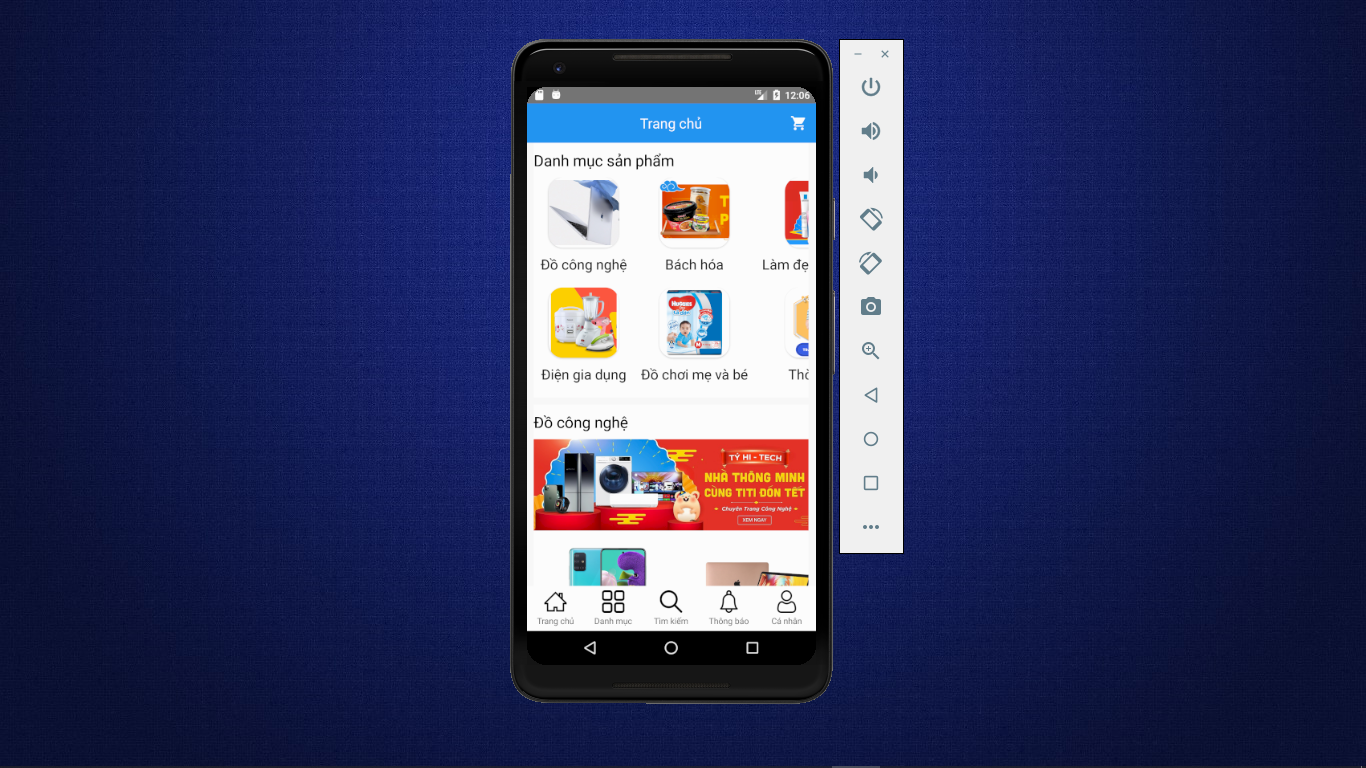 12:06
Trang chủ
Danh mục sản phẩm
Đồ công nghệ
Bách hóa
Làm đẹ
Điện gia dụng
Đồ chơi mẹ và bé
Đồ công nghệ
TÝ HI - TECH
NHÀ THÔNG MINH
CÙNG TITI ĐÓN TẾT
Chuyên Trang Công Nghệ
XEM NGAY
Trang chủ
Danh mục
Tìm kiếm
Thông báo
Cá nhân